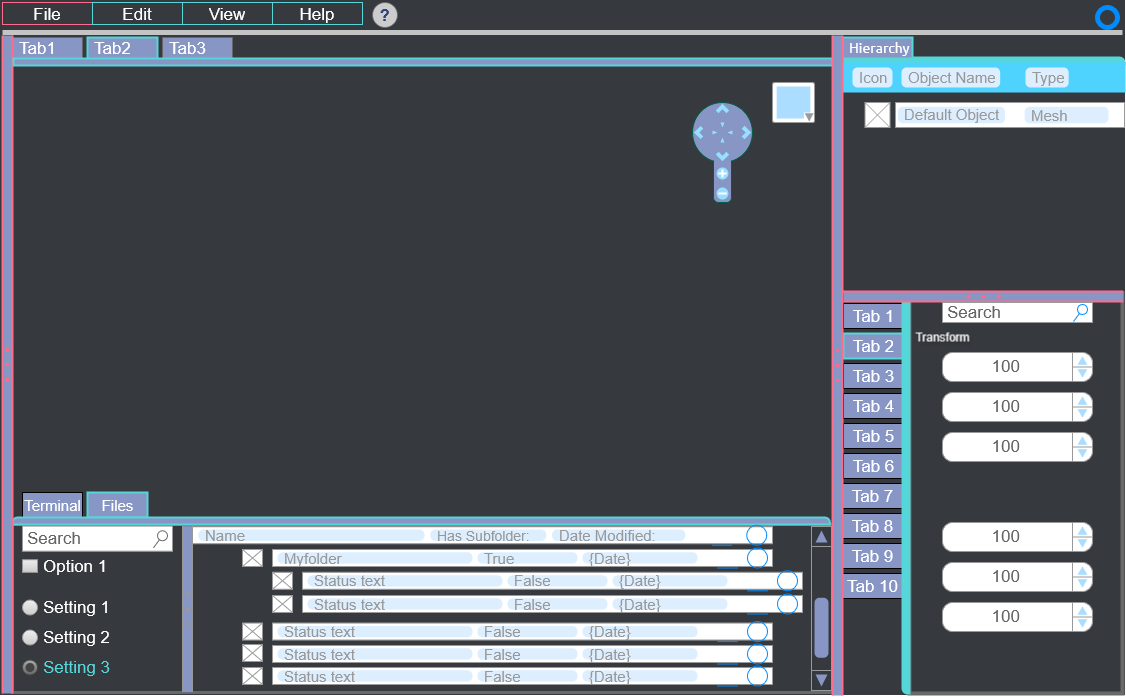 File Edit View Help ?
Tab1 Tab2 Tab3
Hierarchy
Icon Object Name Type
Default Object Mesh
Search
Transform
Tab 1
Tab 2
Tab 3
Tab 4
Tab 5
Tab 6
Tab 7
Tab 8
Tab 9
Tab 10
100
100
100
100
100
100
Terminal Files
Search
Option 1
Setting 1
Setting 2
Setting 3
Name Has Subfolder: Date Modified:
Myfolder True {Date}
Status text False {Date}
Status text False {Date}
Status text False {Date}
Status text False {Date}
Status text False {Date}